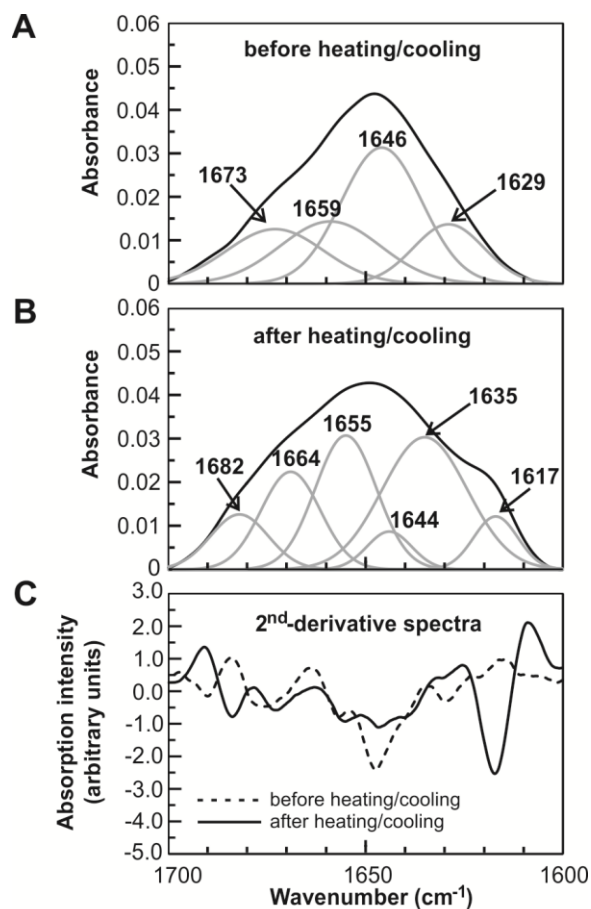 A
before heating/cooling
Absorbance
0.06
0.05
0.04
0.03
0.02
0.01
0
1673
1659
1646
1629
B
after heating/cooling
Absorbance
0.06
0.05
0.04
0.03
0.02
0.01
0
1682
1664
1655
1644
1635
1617
C
2nd-derivative spectra
Absorption intensity
(arbitrary units)
3.0
2.0
1.0
0.0
-1.0
-2.0
-3.0
-4.0
-5.0
before heating/cooling
after heating/cooling
1700
1650
1600
Wavenumber (cm-1)